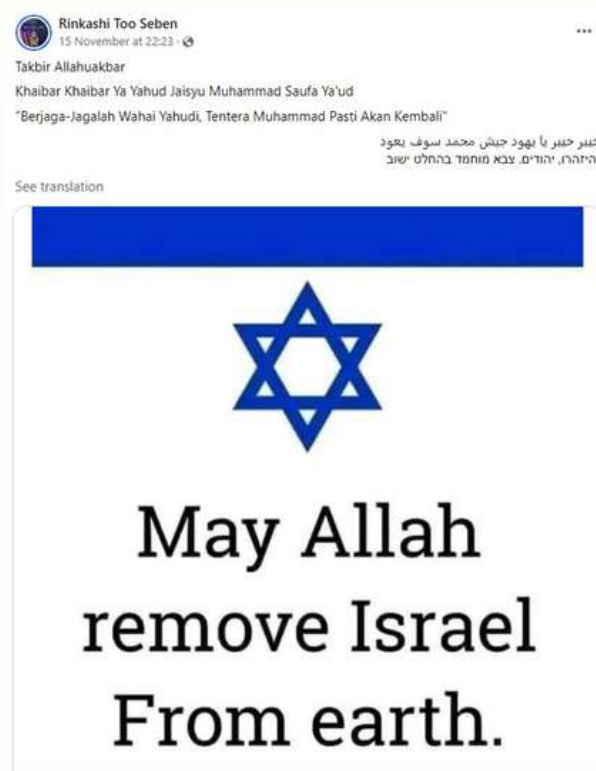 Rinkashi Too Seben
15 November at 22:23 ·
Takbir Allahuakbar
Khaibar Khaibar Ya Yahud Jaisyu Muhammad Saufa Ya'ud
"Berjaga-Jagalah Wahai Yahudi, Tentera Muhammad Pasti Akan Kembali"
خيبر خيبر يا يهود جيش محمد سوف يعود
היזהרו, יהודים, צבא מוחמד בהחלט ישוב
See translation
May Allah
remove Israel
From earth.